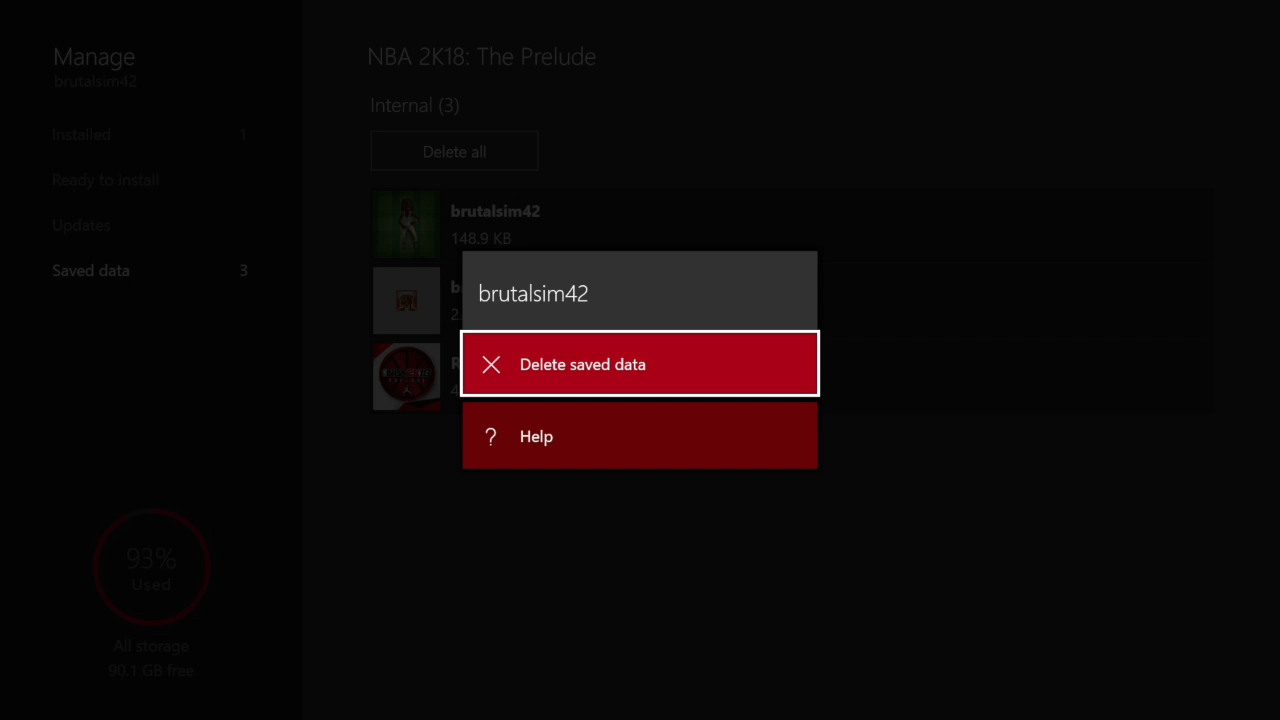 Manage
brutalsim42
Installed 1
Ready to install
Updates
Saved data 3
93%
Used
All storage
90.1 GB free
NBA 2K18: The Prelude
Internal (3)
Delete all
brutalsim42
148.9 KB
brutalsim42
Delete saved data
? Help